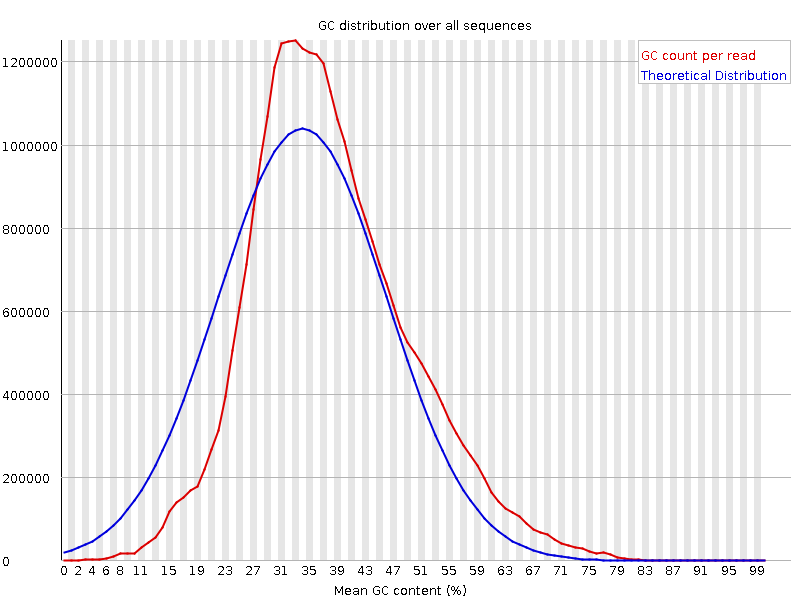 GC distribution over all sequences
GC count per read
Theoretical Distribution
1200000
1000000
800000
600000
400000
200000
0
0 2 4 6 8 11 15 19 23 27 31 35 39 43 47 51 55 59 63 67 71 75 79 83 87 91 95 99
Mean GC content (%)